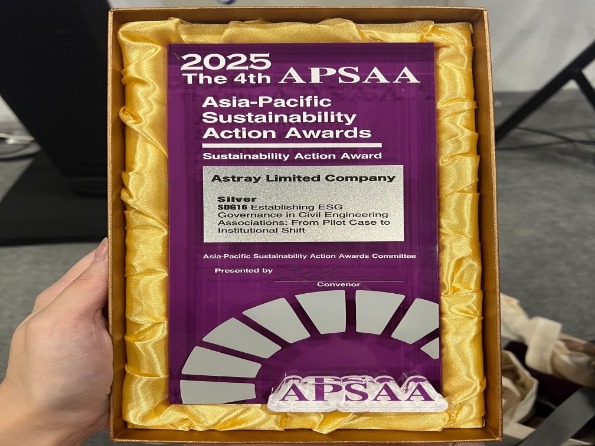 2025
The 4th APSAA
Asia-Pacific
Sustainability
Action Awards
Sustainability Action Award
Astray Limited Company
Silver
SDG16 Establishing ESG
Governance in Civil Engineering
Associations: From Pilot Case to
Institutional Shift
Asia-Pacific Sustainability Action Awards Committee
Presented by
Convenor
APSAA